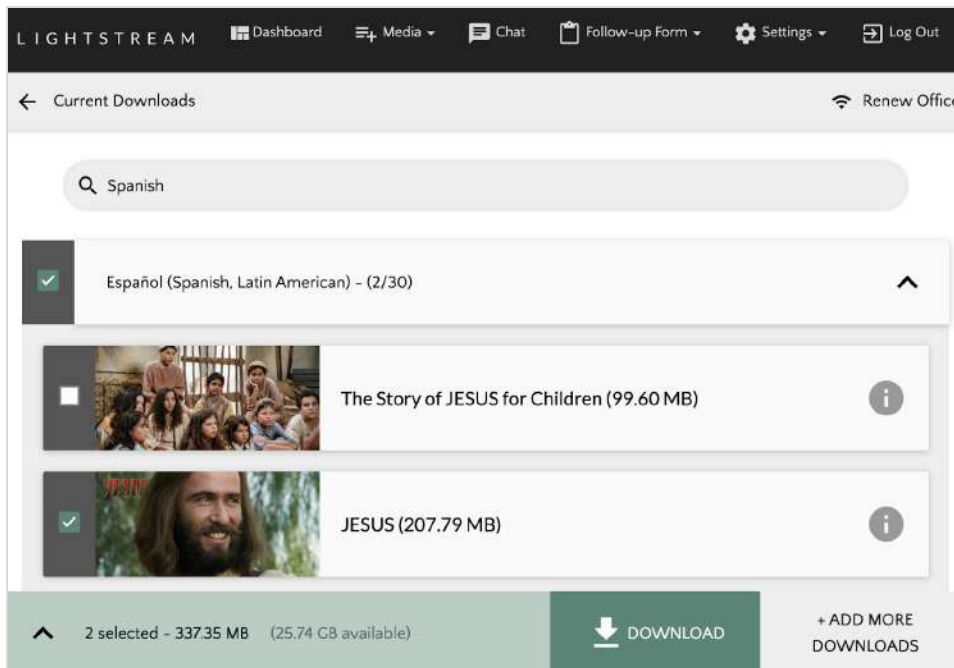 LIGHTSTREAM Dashboard Media Chat Follow-up Form Settings Log Out
Current Downloads Renew Offic
Spanish
Español (Spanish, Latin American) - (2/30)
The Story of JESUS for Children (99.60 MB)
JESUS
JESUS (207.79 MB)
2 selected - 337.35 MB (25.74 GB available) DOWNLOAD + ADD MORE
DOWNLOADS